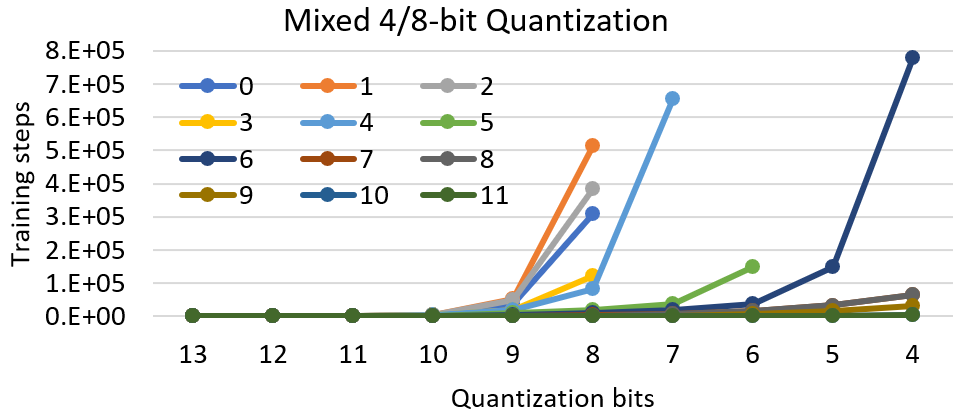 Mixed 4/8-bit Quantization
Training steps
8.E+05
7.E+05
6.E+05
5.E+05
4.E+05
3.E+05
2.E+05
1.E+05
0.E+00
0 1 2
3 4 5
6 7 8
9 10 11
13 12 11 10 9 8 7 6 5 4
Quantization bits